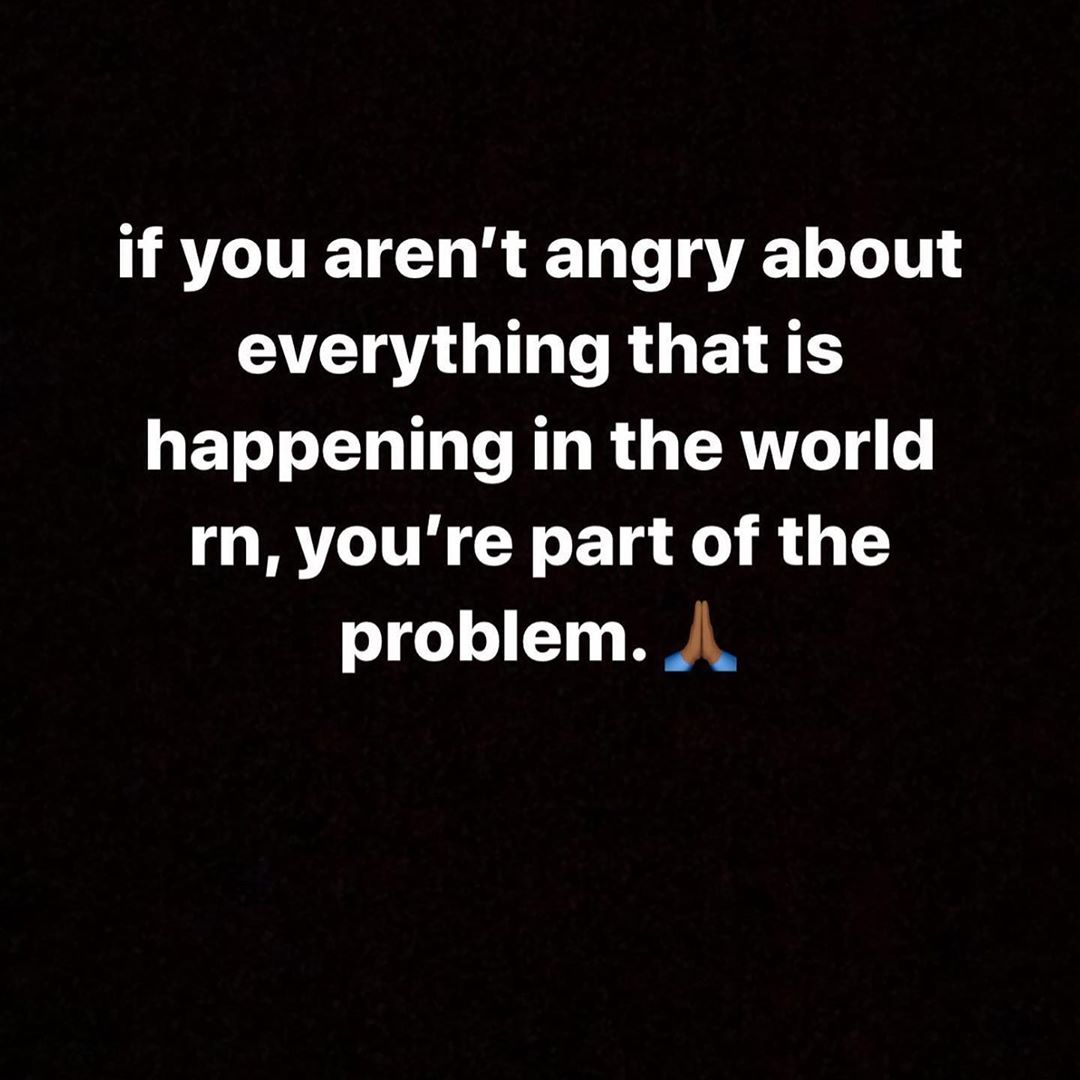 if you aren’t angry about
everything that is
happening in the world
rn, you’re part of the
problem. 🙏🏾